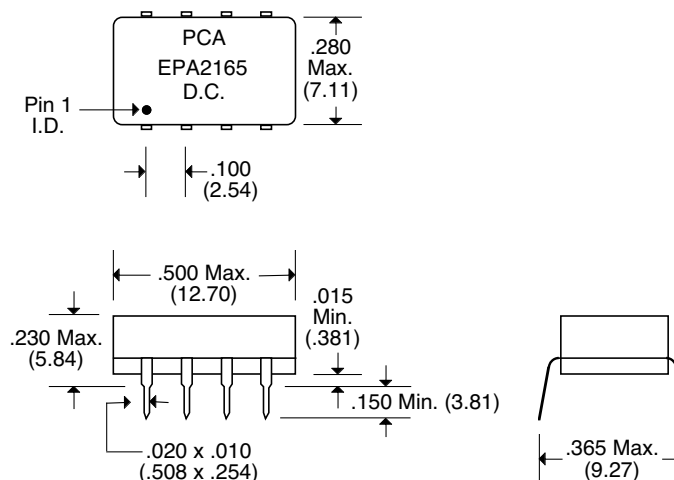 PCA
EPA2165
D.C.
Pin 1
I.D.
.280
Max.
(7.11)
.100
(2.54)
.500 Max.
(12.70)
.015
Min.
(.381)
.230 Max.
(5.84)
.150 Min. (3.81)
.020 x .010
(.508 x .254)
.365 Max.
(9.27)